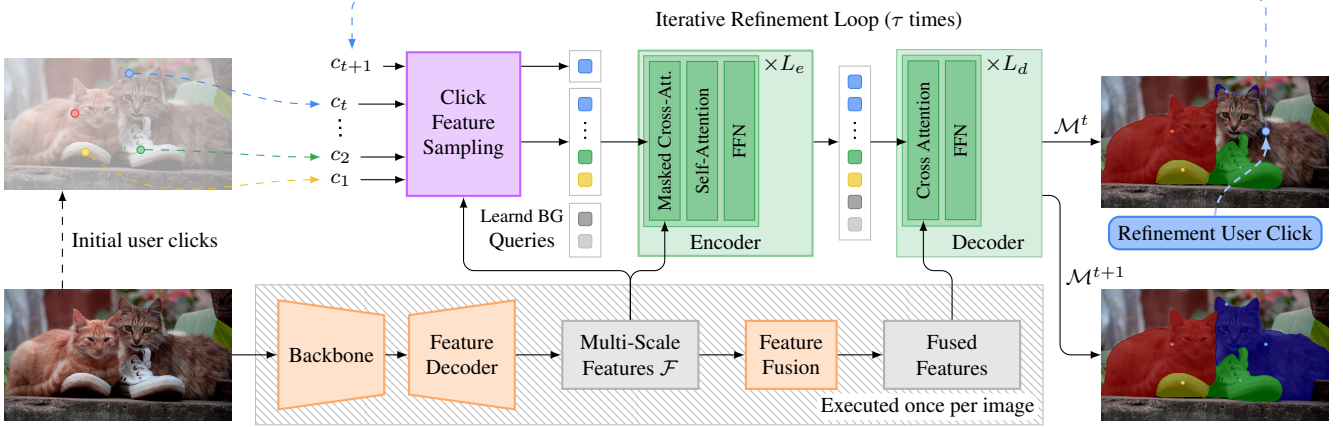 Iterative Refinement Loop (τ times)
c_{t+1}
c_t
⋮
c_2
c_1
Click
Feature
Sampling
...
Learnd BG
Queries
Masked Cross-Att.
Self-Attention
FFN
×L_e
Encoder
⋮
Cross Attention
FFN
×L_d
Decoder
ℳ^t
Refinement User Click
ℳ^{t+1}
Initial user clicks
Backbone
Feature
Decoder
Multi-Scale
Features ℱ
Feature
Fusion
Fused
Features
Executed once per image